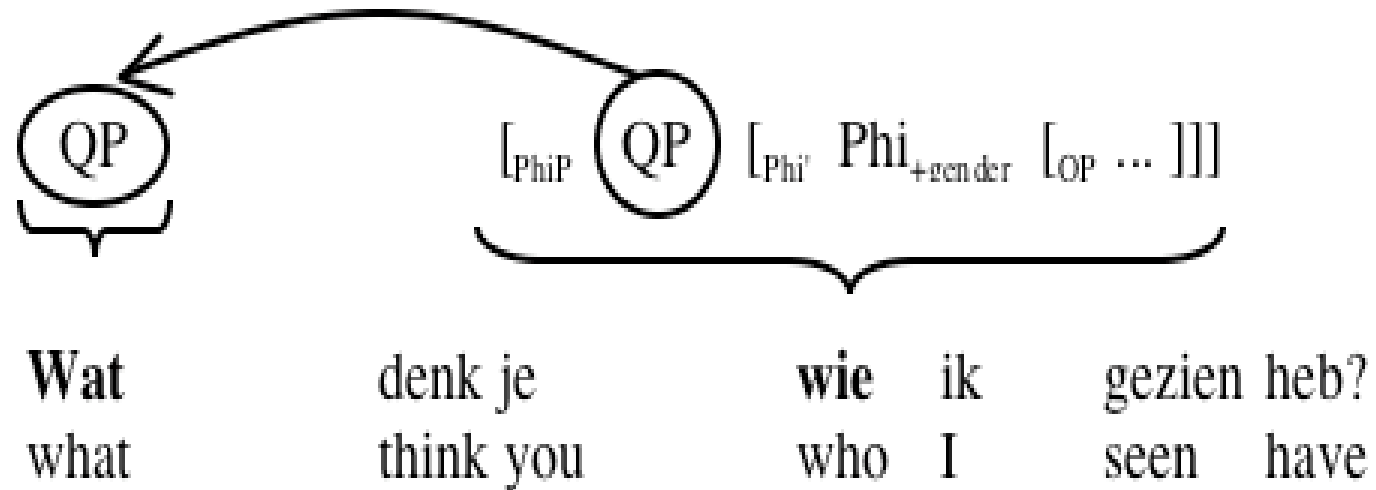 QP [PhiP QP [Phi' Phi+gender [QP ... ]]]
Wat denk je wie ik gezien heb?
what think you who I seen have